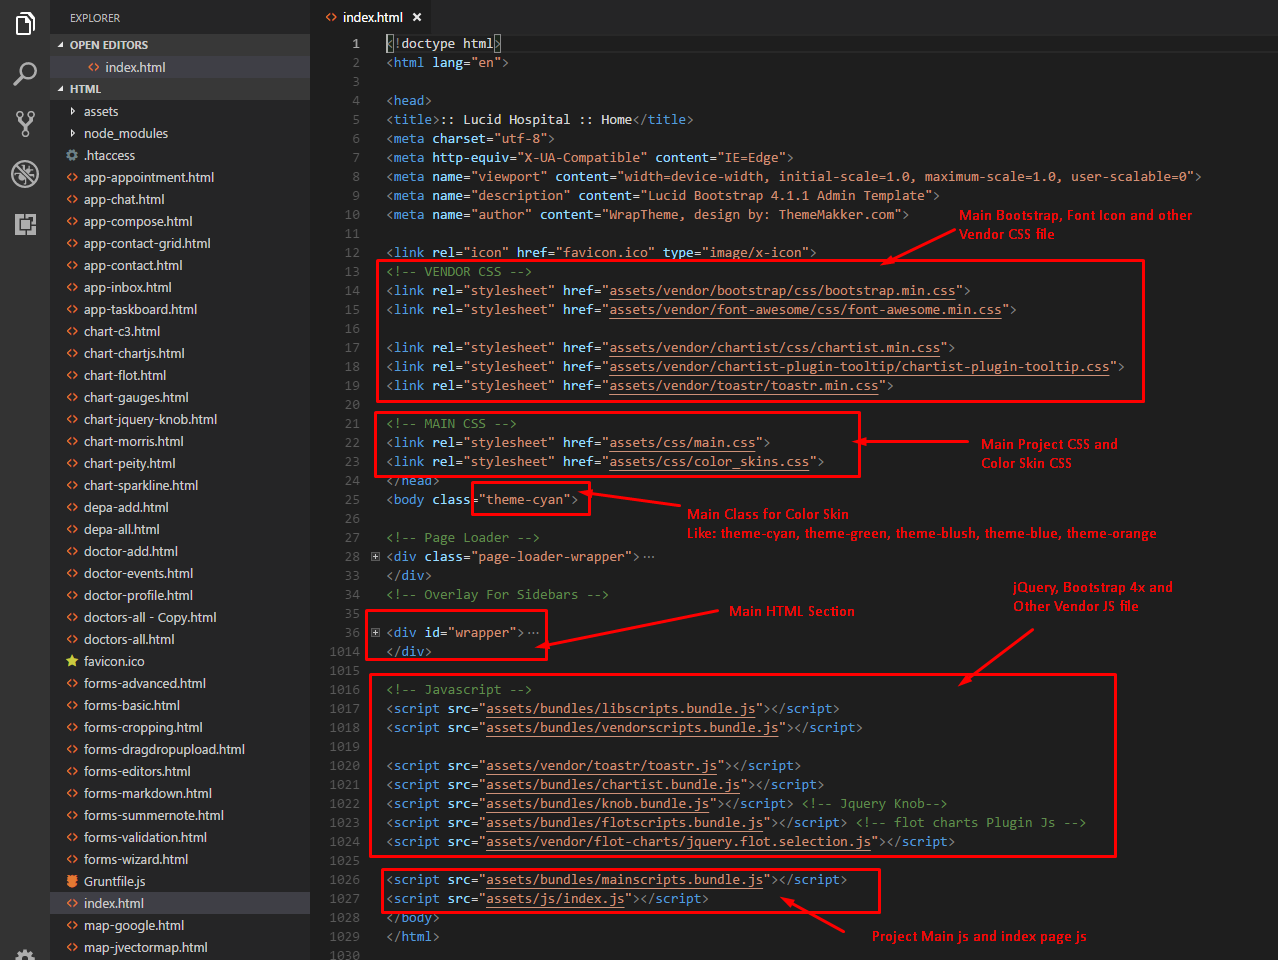 EXPLORER
OPEN EDITORS
index.html
HTML
assets
node_modules
.htaccess
app-appointment.html
app-chat.html
app-compose.html
app-contact-grid.html
app-contact.html
app-inbox.html
app-taskboard.html
chart-c3.html
chart-chartjs.html
chart-flot.html
chart-gauges.html
chart-jquery-knob.html
chart-morris.html
chart-peity.html
chart-sparkline.html
depa-add.html
depa-all.html
doctor-add.html
doctor-events.html
doctor-profile.html
doctors-all - Copy.html
doctors-all.html
favicon.ico
forms-advanced.html
forms-basic.html
forms-cropping.html
forms-dragdropupload.html
forms-editors.html
forms-markdown.html
forms-summernote.html
forms-validation.html
forms-wizard.html
Gruntfile.js
index.html
map-google.html
map-jvectormap.html
index.html ×
1 <!doctype html>
2 <html lang="en">
3
4 <head>
5 <title>:: Lucid Hospital :: Home</title>
6 <meta charset="utf-8">
7 <meta http-equiv="X-UA-Compatible" content="IE=Edge">
8 <meta name="viewport" content="width=device-width, initial-scale=1.0, maximum-scale=1.0, user-scalable=0">
9 <meta name="description" content="Lucid Bootstrap 4.1.1 Admin Template">
10 <meta name="author" content="WrapTheme, design by: ThemeMakker.com">
Main Bootstrap, Font Icon and other
Vendor CSS file
11
12 <link rel="icon" href="favicon.ico" type="image/x-icon">
13 <!-- VENDOR CSS -->
14 <link rel="stylesheet" href="assets/vendor/bootstrap/css/bootstrap.min.css">
15 <link rel="stylesheet" href="assets/vendor/font-awesome/css/font-awesome.min.css">
16
17 <link rel="stylesheet" href="assets/vendor/chartist/css/chartist.min.css">
18 <link rel="stylesheet" href="assets/vendor/chartist-plugin-tooltip/chartist-plugin-tooltip.css">
19 <link rel="stylesheet" href="assets/vendor/toastr/toastr.min.css">
20
21 <!-- MAIN CSS -->
22 <link rel="stylesheet" href="assets/css/main.css">
23 <link rel="stylesheet" href="assets/css/color_skins.css">
Main Project CSS and
Color Skin CSS
24 </head>
25 <body class="theme-cyan">
Main Class for Color Skin
Like: theme-cyan, theme-green, theme-blush, theme-blue, theme-orange
26
27 <!-- Page Loader -->
28 <div class="page-loader-wrapper">...
33 </div>
34 <!-- Overlay For Sidebars -->
35
36 <div id="wrapper">...
1014 </div>
Main HTML Section
jQuery, Bootstrap 4x and
Other Vendor JS file
1015
1016 <!-- Javascript -->
1017 <script src="assets/bundles/libscripts.bundle.js"></script>
1018 <script src="assets/bundles/vendorscripts.bundle.js"></script>
1019
1020 <script src="assets/vendor/toastr/toastr.js"></script>
1021 <script src="assets/bundles/chartist.bundle.js"></script>
1022 <script src="assets/bundles/knob.bundle.js"></script> <!-- Jquery Knob-->
1023 <script src="assets/bundles/flotscripts.bundle.js"></script> <!-- flot charts Plugin Js -->
1024 <script src="assets/vendor/flot-charts/jquery.flot.selection.js"></script>
1025
1026 <script src="assets/bundles/mainscripts.bundle.js"></script>
1027 <script src="assets/js/index.js"></script>
1028 </body>
1029 </html>
1030
Project Main js and index page js